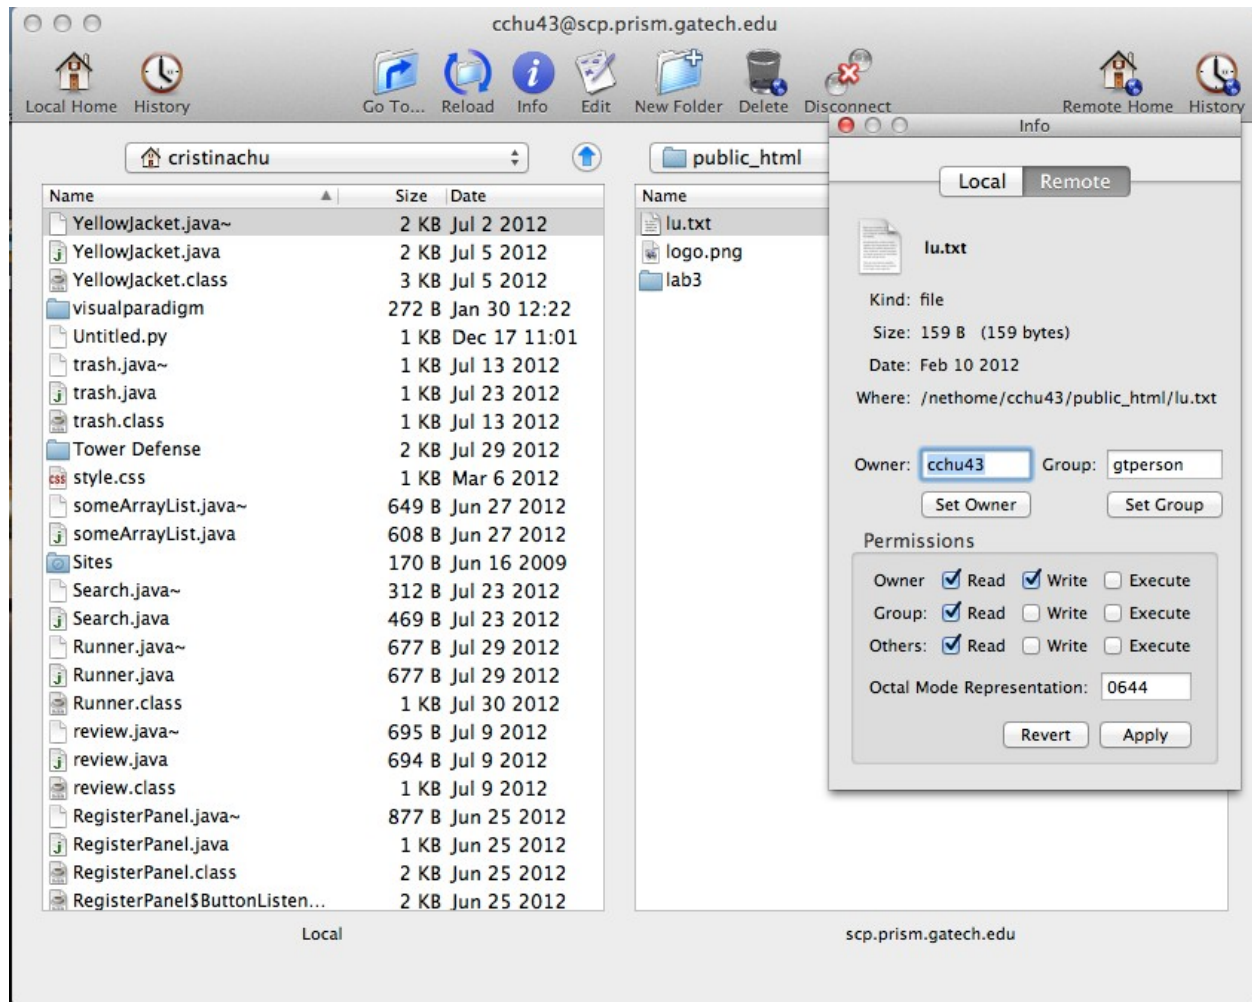 cchu43@scp.prism.gatech.edu
Local Home History Go To... Reload Info Edit New Folder Delete Disconnect Remote Home History
cristinachu
Name Size Date
YellowJacket.java~ 2 KB Jul 2 2012
YellowJacket.java 2 KB Jul 5 2012
YellowJacket.class 3 KB Jul 5 2012
visualparadigm 272 B Jan 30 12:22
Untitled.py 1 KB Dec 17 11:01
trash.java~ 1 KB Jul 13 2012
trash.java 1 KB Jul 23 2012
trash.class 1 KB Jul 13 2012
Tower Defense 2 KB Jul 29 2012
css style.css 1 KB Mar 6 2012
someArrayList.java~ 649 B Jun 27 2012
someArrayList.java 608 B Jun 27 2012
Sites 170 B Jun 16 2009
Search.java~ 312 B Jul 23 2012
Search.java 469 B Jul 23 2012
Runner.java~ 677 B Jul 29 2012
Runner.java 677 B Jul 29 2012
Runner.class 1 KB Jul 30 2012
review.java~ 695 B Jul 9 2012
review.java 694 B Jul 9 2012
review.class 1 KB Jul 9 2012
RegisterPanel.java~ 877 B Jun 25 2012
RegisterPanel.java 1 KB Jun 25 2012
RegisterPanel.class 2 KB Jun 25 2012
RegisterPanel$ButtonListen... 2 KB Jun 25 2012
Local
public_html
Name
lu.txt
logo.png
lab3
scp.prism.gatech.edu
Info
Local Remote
lu.txt
Kind: file
Size: 159 B (159 bytes)
Date: Feb 10 2012
Where: /nethome/cchu43/public_html/lu.txt
Owner: cchu43 Group: gtperson
Set Owner Set Group
Permissions
Owner Read Write Execute
Group: Read Write Execute
Others: Read Write Execute
Octal Mode Representation: 0644
Revert Apply